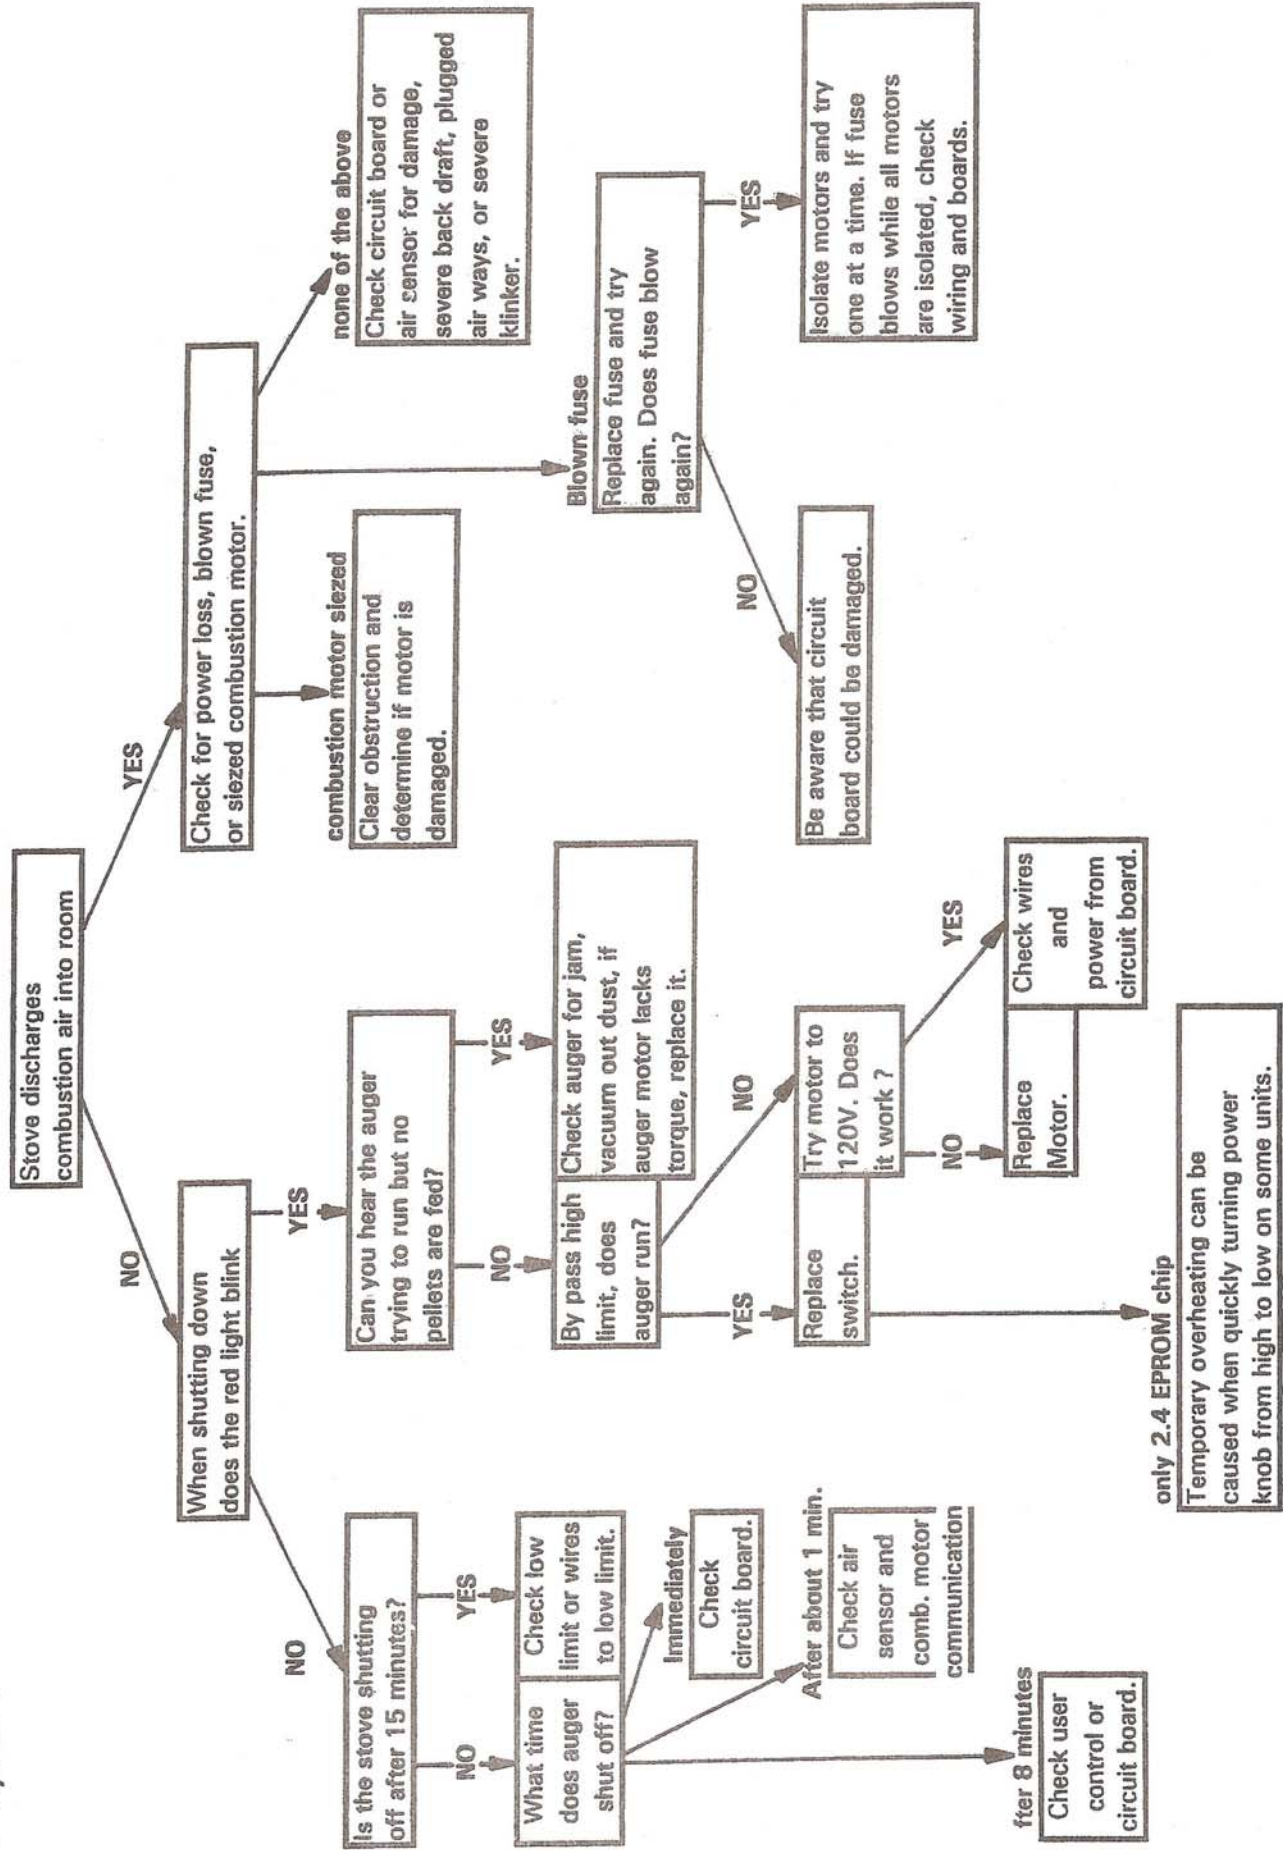 Stove discharges
combustion air into room
NO
YES
When shutting down
does the red light blink
Check for power loss, blown fuse,
or siezed combustion motor.
NO
YES
combustion motor siezed
Clear obstruction and
determine if motor is
damaged.
none of the above
Check circuit board or
air sensor for damage,
severe back draft, plugged
air ways, or severe
klinker.
Is the stove shutting
off after 15 minutes?
Can you hear the auger
trying to run but no
pellets are fed?
NO
YES
NO
YES
Blown fuse
Replace fuse and try
again. Does fuse blow
again?
What time
does auger
shut off?
Check low
limit or wires
to low limit.
By pass high
limit, does
auger run?
Check auger for jam,
vacuum out dust, if
auger motor lacks
torque, replace it.
NO
YES
Immediately
Check
circuit board.
YES
NO
Replace
switch.
Try motor to
120V. Does
it work ?
Be aware that circuit
board could be damaged.
Isolate motors and try
one at a time. If fuse
blows while all motors
are isolated, check
wiring and boards.
After about 1 min.
Check air
sensor and
comb. motor
communication
NO
YES
Replace
Motor.
Check wires
and
power from
circuit board.
fter 8 minutes
Check user
control or
circuit board.
only 2.4 EPROM chip
Temporary overheating can be
caused when quickly turning power
knob from high to low on some units.